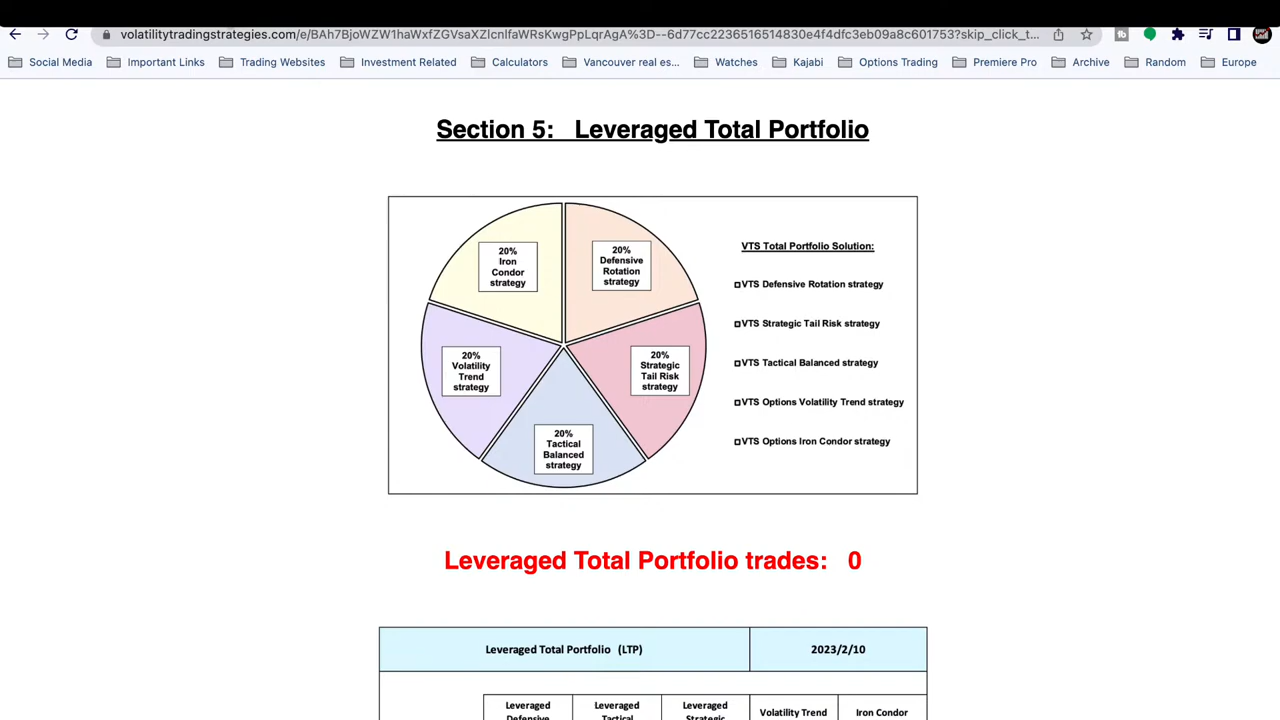 volatilitytradingstrategies.com/e/BAh7BjoWZW1haWxfZGVsaXZlcnlfaWRsKwgPpLqrAgA%3D--6d77cc2236516514830e4f4dfc3eb09a8c601753?skip_click_t...
Social Media
Important Links
Trading Websites
Investment Related
Calculators
Vancouver real es...
Watches
Kajabi
Options Trading
Premiere Pro
Archive
Random
Europe
Section 5: Leveraged Total Portfolio
20%
Iron
Condor
strategy
20%
Defensive
Rotation
strategy
20%
Volatility
Trend
strategy
20%
Strategic
Tail Risk
strategy
20%
Tactical
Balanced
strategy
VTS Total Portfolio Solution:
VTS Defensive Rotation strategy
VTS Strategic Tail Risk strategy
VTS Tactical Balanced strategy
VTS Options Volatility Trend strategy
VTS Options Iron Condor strategy
Leveraged Total Portfolio trades: 0
Leveraged Total Portfolio (LTP)
2023/2/10
Leveraged
Defensive
Leveraged
Tactical
Leveraged
Strategic
Volatility Trend
Iron Condor